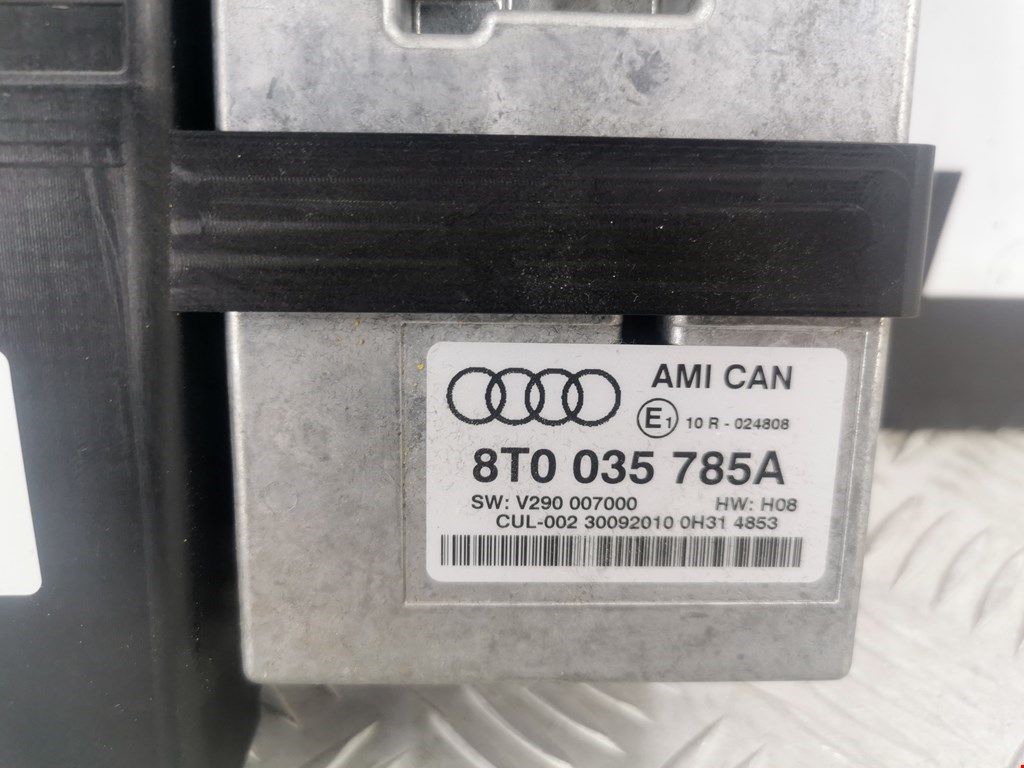 AMI CAN
E1 10 R - 024808
8T0 035 785A
SW: V290 007000 HW: H08
CUL-002 30092010 0H31 4853